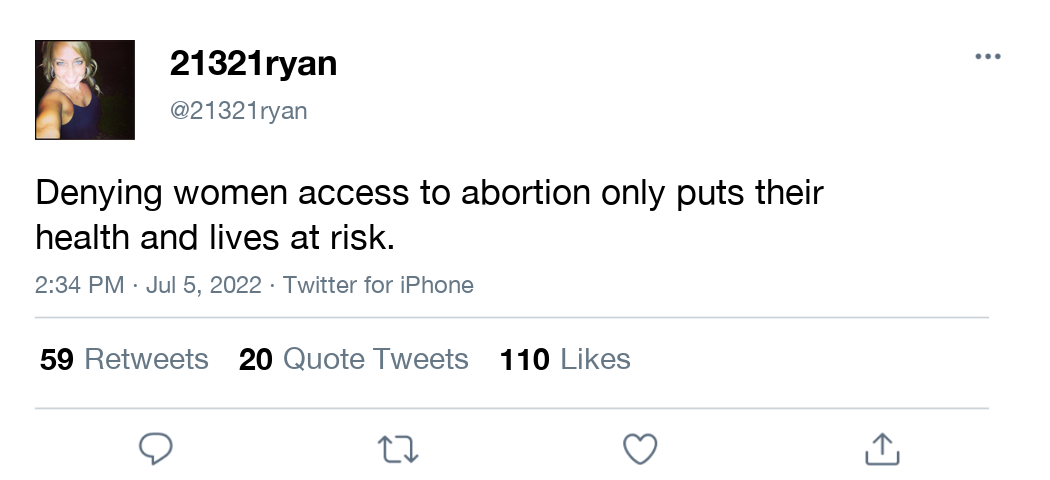 21321ryan
@21321ryan
Denying women access to abortion only puts their
health and lives at risk.
2:34 PM · Jul 5, 2022 · Twitter for iPhone
59 Retweets 20 Quote Tweets 110 Likes